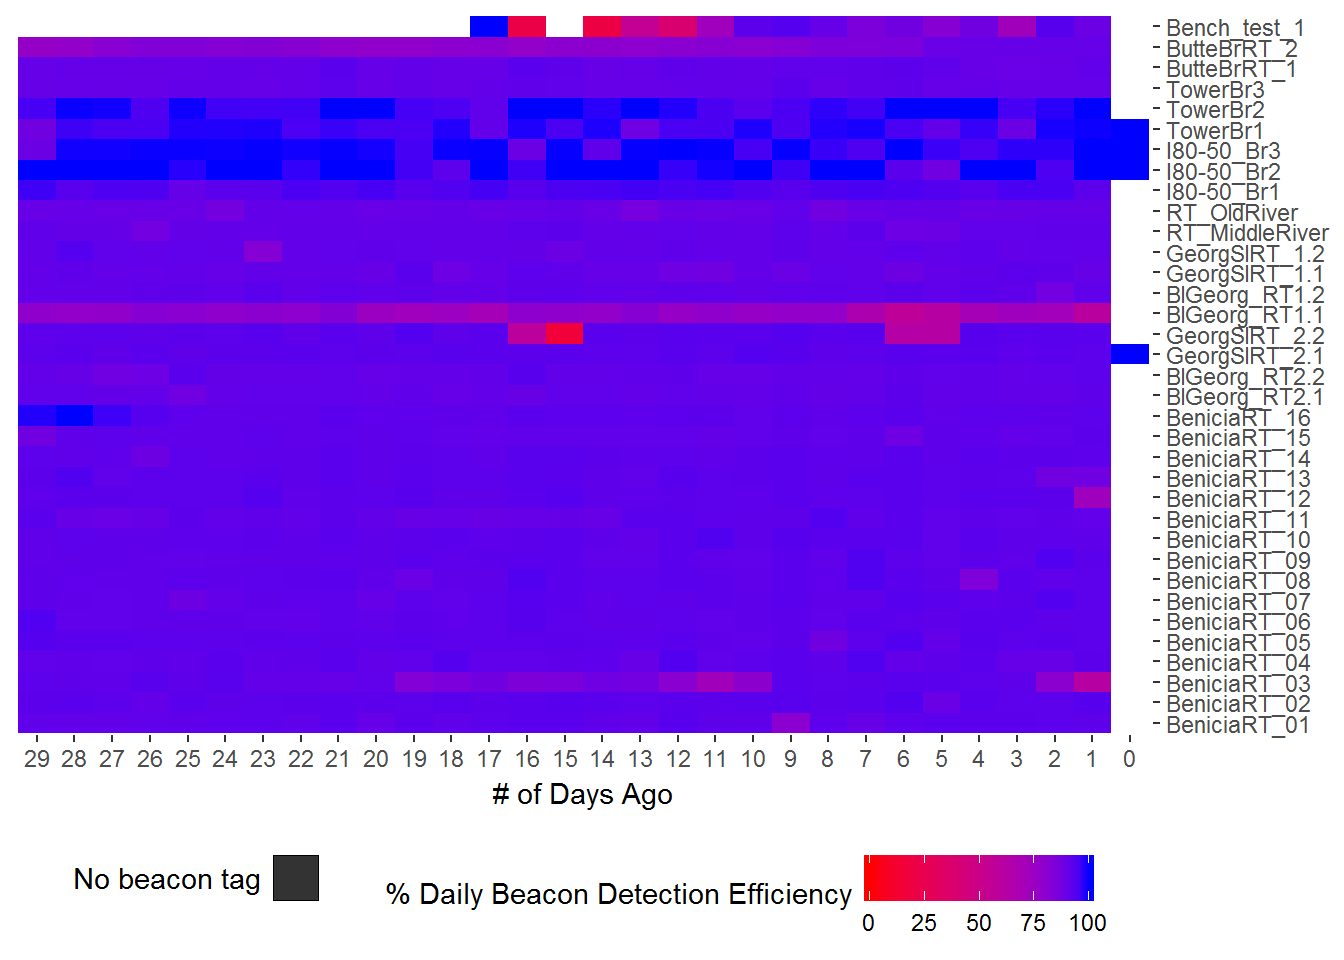 Bench_test_1
ButteBrRT_2
ButteBrRT_1
TowerBr3
TowerBr2
TowerBr1
I80-50_Br3
I80-50_Br2
I80-50_Br1
RT_OldRiver
RT_MiddleRiver
GeorgSlRT_1.2
GeorgSlRT_1.1
BlGeorg_RT1.2
BlGeorg_RT1.1
GeorgSlRT_2.2
GeorgSlRT_2.1
BlGeorg_RT2.2
BlGeorg_RT2.1
BeniciaRT_16
BeniciaRT_15
BeniciaRT_14
BeniciaRT_13
BeniciaRT_12
BeniciaRT_11
BeniciaRT_10
BeniciaRT_09
BeniciaRT_08
BeniciaRT_07
BeniciaRT_06
BeniciaRT_05
BeniciaRT_04
BeniciaRT_03
BeniciaRT_02
BeniciaRT_01
29 28 27 26 25 24 23 22 21 20 19 18 17 16 15 14 13 12 11 10 9 8 7 6 5 4 3 2 1 0
# of Days Ago
No beacon tag
% Daily Beacon Detection Efficiency
0 25 50 75 100